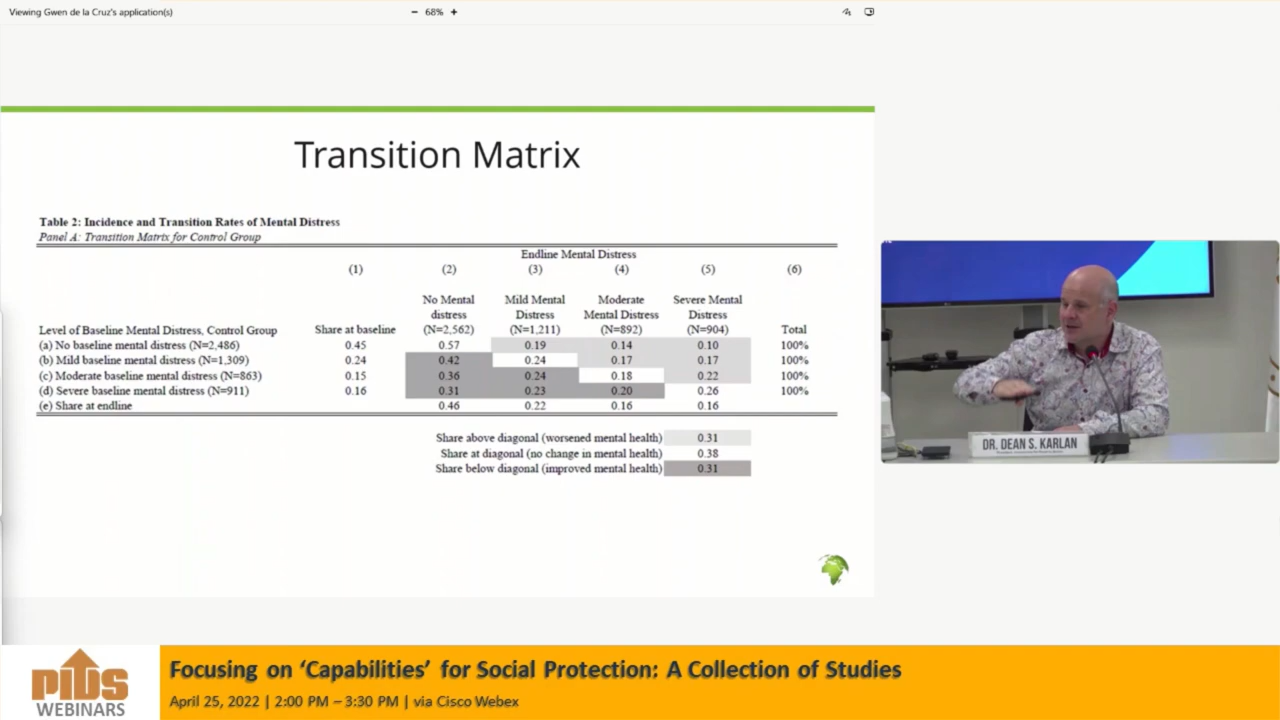 Viewing Gwen de la Cruz's application(s)
− 68% +
Transition Matrix
Table 2: Incidence and Transition Rates of Mental Distress
Panel A: Transition Matrix for Control Group
Endline Mental Distress
(1) (2) (3) (4) (5) (6)
No Mental Mild Mental Moderate Severe Mental
distress Distress Mental Distress Distress
Level of Baseline Mental Distress, Control Group Share at baseline (N=2,562) (N=1,211) (N=892) (N=904) Total
(a) No baseline mental distress (N=2,486) 0.45 0.57 0.19 0.14 0.10 100%
(b) Mild baseline mental distress (N=1,309) 0.24 0.42 0.24 0.17 0.17 100%
(c) Moderate baseline mental distress (N=863) 0.15 0.36 0.24 0.18 0.22 100%
(d) Severe baseline mental distress (N=911) 0.16 0.31 0.23 0.20 0.26 100%
(e) Share at endline 0.46 0.22 0.16 0.16
Share above diagonal (worsened mental health) 0.31
Share at diagonal (no change in mental health) 0.38
Share below diagonal (improved mental health) 0.31
DR. DEAN S. KARLAN
PIDS
WEBINARS
Focusing on ‘Capabilities’ for Social Protection: A Collection of Studies
April 25, 2022 | 2:00 PM – 3:30 PM | via Cisco Webex